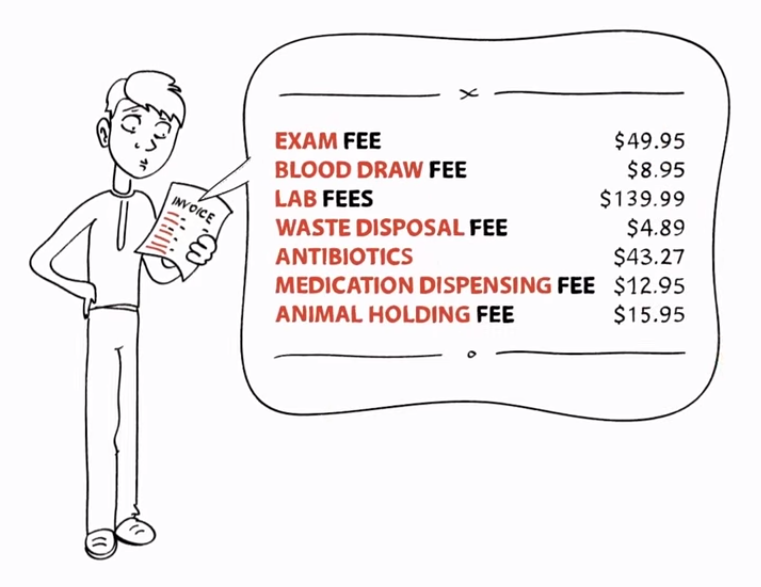 INVOICE
EXAM FEE $49.95
BLOOD DRAW FEE $8.95
LAB FEES $139.99
WASTE DISPOSAL FEE $4.89
ANTIBIOTICS $43.27
MEDICATION DISPENSING FEE $12.95
ANIMAL HOLDING FEE $15.95